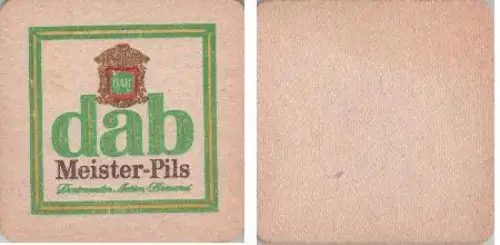 DAB
dab
Meister-Pils
Dortmunder Actien Brauerei